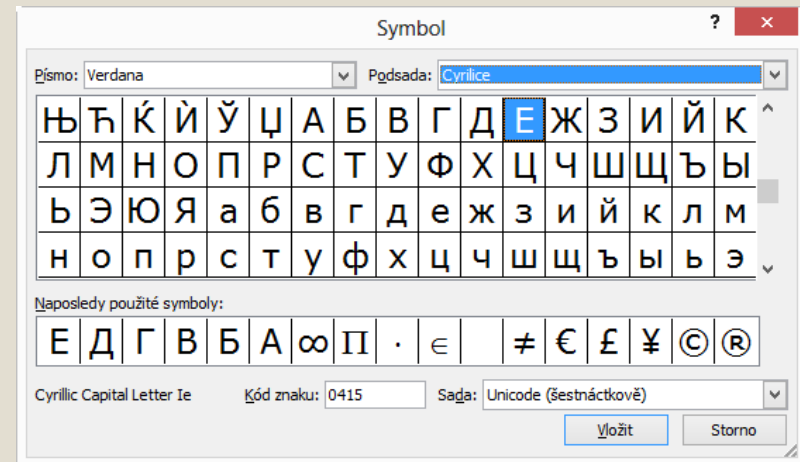 Symbol ?
Písmo: Verdana Podsada: Cyrilice
Њ Ћ Ќ Ѝ Ў Џ А Б В Г Д Е Ж З И Й К
Л М Н О П Р С Т У Ф Х Ц Ч Ш Щ Ъ Ы
Ь Э Ю Я а б в г д е ж з и й к л м
н о п р с т у ф х ц ч ш щ ъ ы ь э
Naposledy použité symboly:
Е Д Г В Б А ∞ Π · ∈ ≠ € £ ¥ © ®
Cyrillic Capital Letter Ie Kód znaku: 0415 Sada: Unicode (šestnáctkově)
Vložit Storno